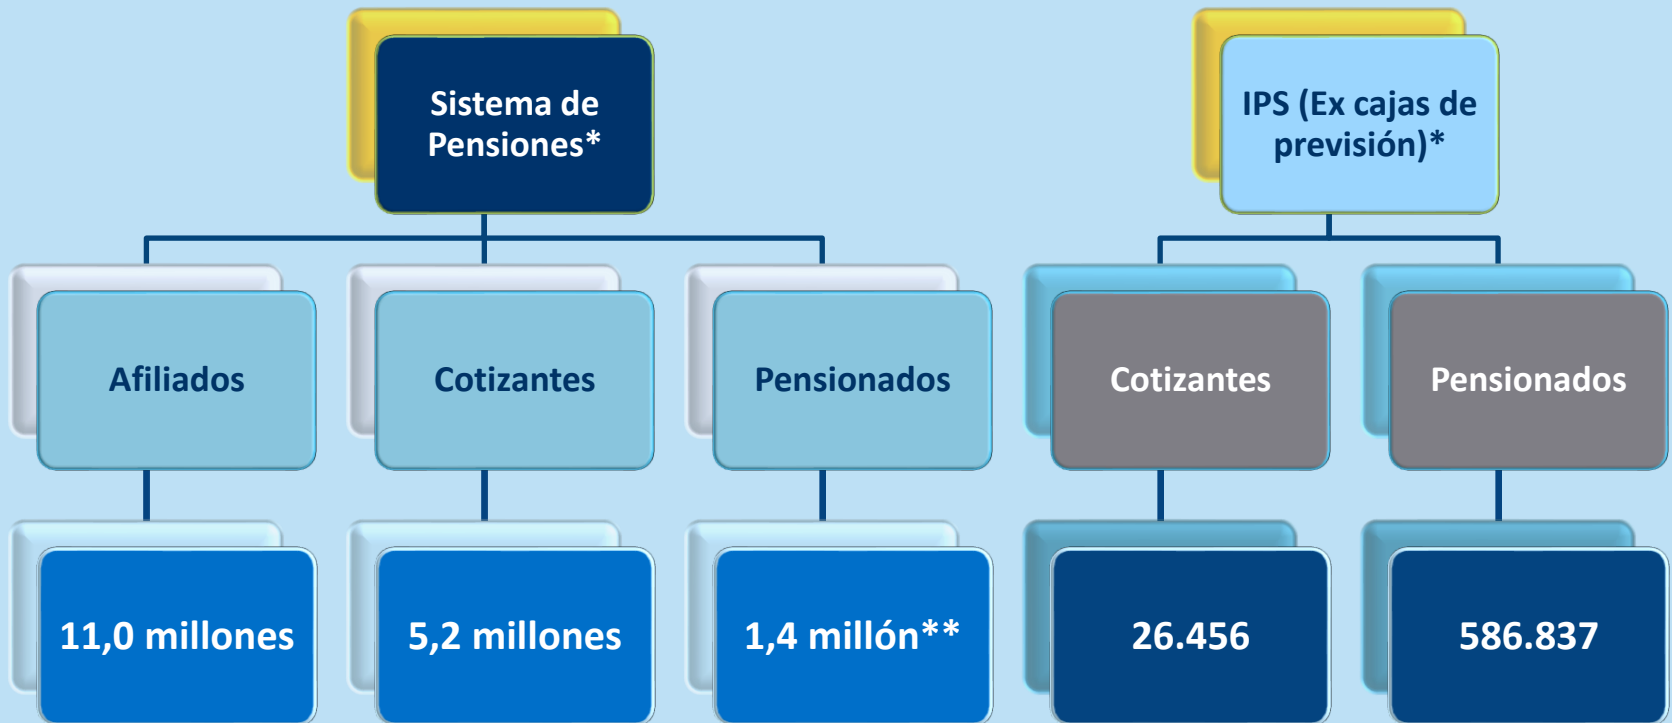 Sistema de
Pensiones*
IPS (Ex cajas de
previsión)*
Afiliados
Cotizantes
Pensionados
Cotizantes
Pensionados
11,0 millones
5,2 millones
1,4 millón**
26.456
586.837